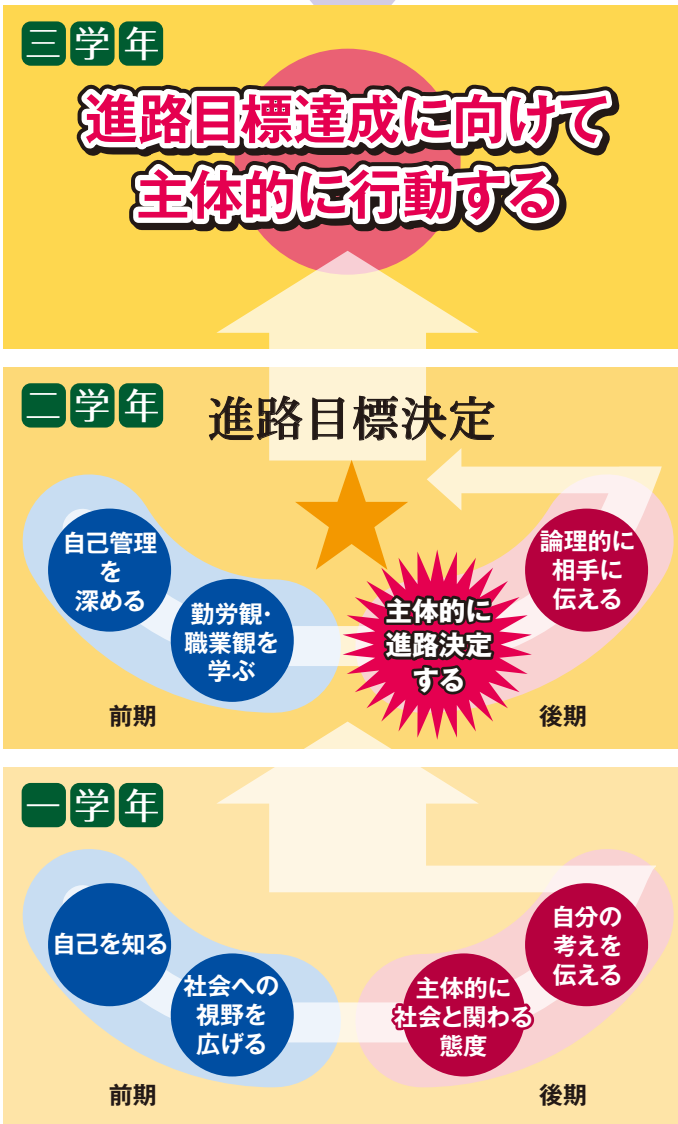 三学年
進路目標達成に向けて
主体的に行動する
二学年
進路目標決定
自己管理
を
深める
勤労観・
職業観を
学ぶ
前期
主体的に
進路決定
する
論理的に
相手に
伝える
後期
一学年
自己を知る
社会への
視野を
広げる
前期
主体的に
社会と関わる
態度
自分の
考えを
伝える
後期